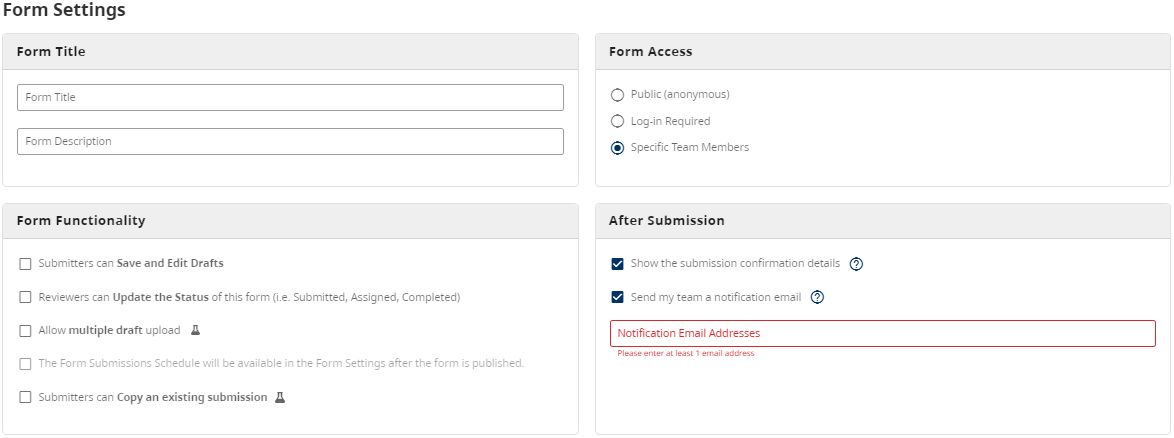 Form Settings
Form Title
Form Title
Form Description
Form Access
Public (anonymous)
Log-in Required
Specific Team Members
Form Functionality
Submitters can Save and Edit Drafts
Reviewers can Update the Status of this form (i.e. Submitted, Assigned, Completed)
Allow multiple draft upload
The Form Submissions Schedule will be available in the Form Settings after the form is published.
Submitters can Copy an existing submission
After Submission
Show the submission confirmation details
Send my team a notification email
Notification Email Addresses
Please enter at least 1 email address